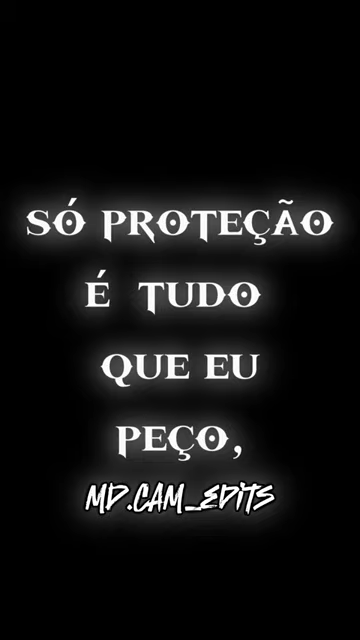 SÓ PROTEÇÃO
É TUDO
QUE EU
PEÇO,
MD.CAM_EDITS